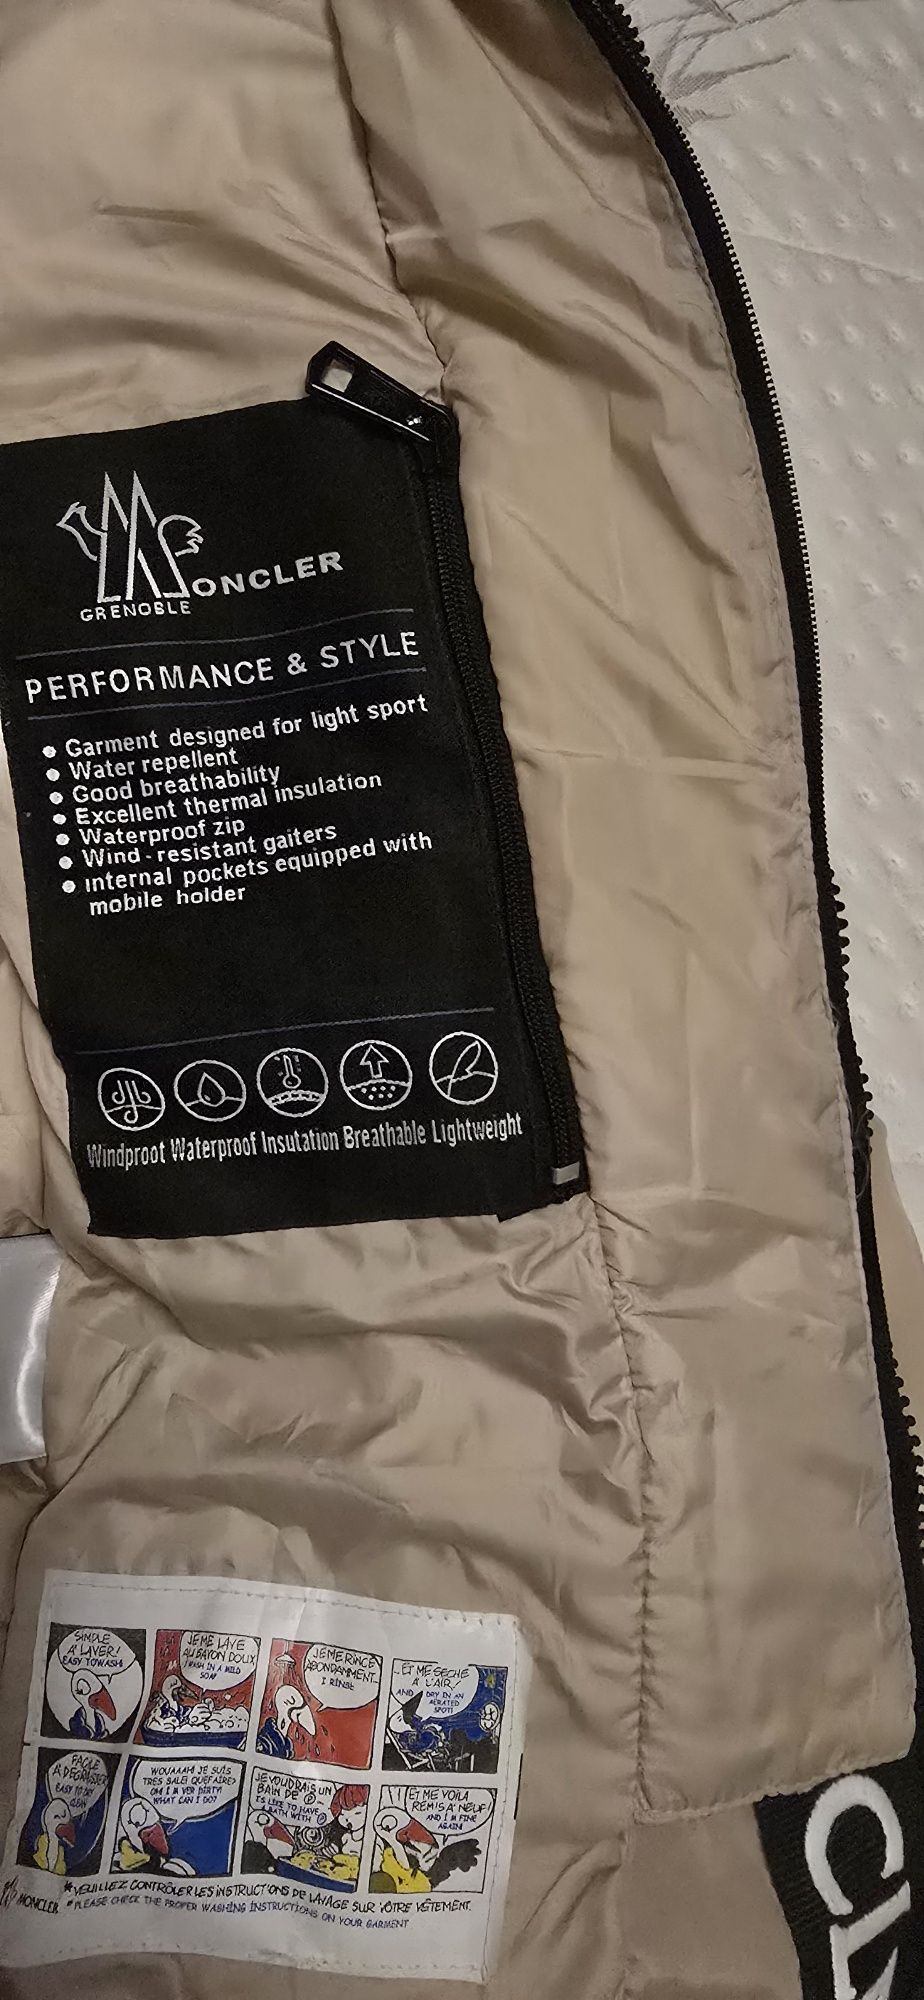 MONCLER
GRENOBLE
PERFORMANCE & STYLE
● Garment designed for light sport
● Water repellent
● Good breathability
● Excellent thermal insulation
● Waterproof zip
● Wind-resistant gaiters
● Internal pockets equipped with
mobile holder
Windproot Waterproof Insutation Breathable Lightweight
SIMPLE
À LAVER!
EASY TO WASH
JE ME LAVE
AU SAVON DOUX
I WASH IN A MILD
SOAP
JE ME RINCE
ABONDAMMENT...
I RINSE
...ET ME SECHE
À L'AIR!
AND DRY IN AN
AERATED
SPOT!
FACILE
À DEGRAISSER
EASY TO DRY
CLEAN
WOUAAAH! JE SUIS
TRES SALE! QUE FAIRE?
OH I M VER DIRTY!
WHAT CAN I DO?
JE VOUDRAIS UN
BAIN DE P
I'S LIKE TO HAVE
A BATH WITH P
ET ME VOILA
REMIS A NEUF!
AND I M FINE
AGAIN!
MONCLER *VEUILLEZ CONTRÔLER LES INSTRUCT'ONS DE LAVAGE SUR VOTRE VÊTEMENT.
*PLEASE CHECK THE PROPER WASHING INSTRUCTIONS ON YOUR GARMENT
CL